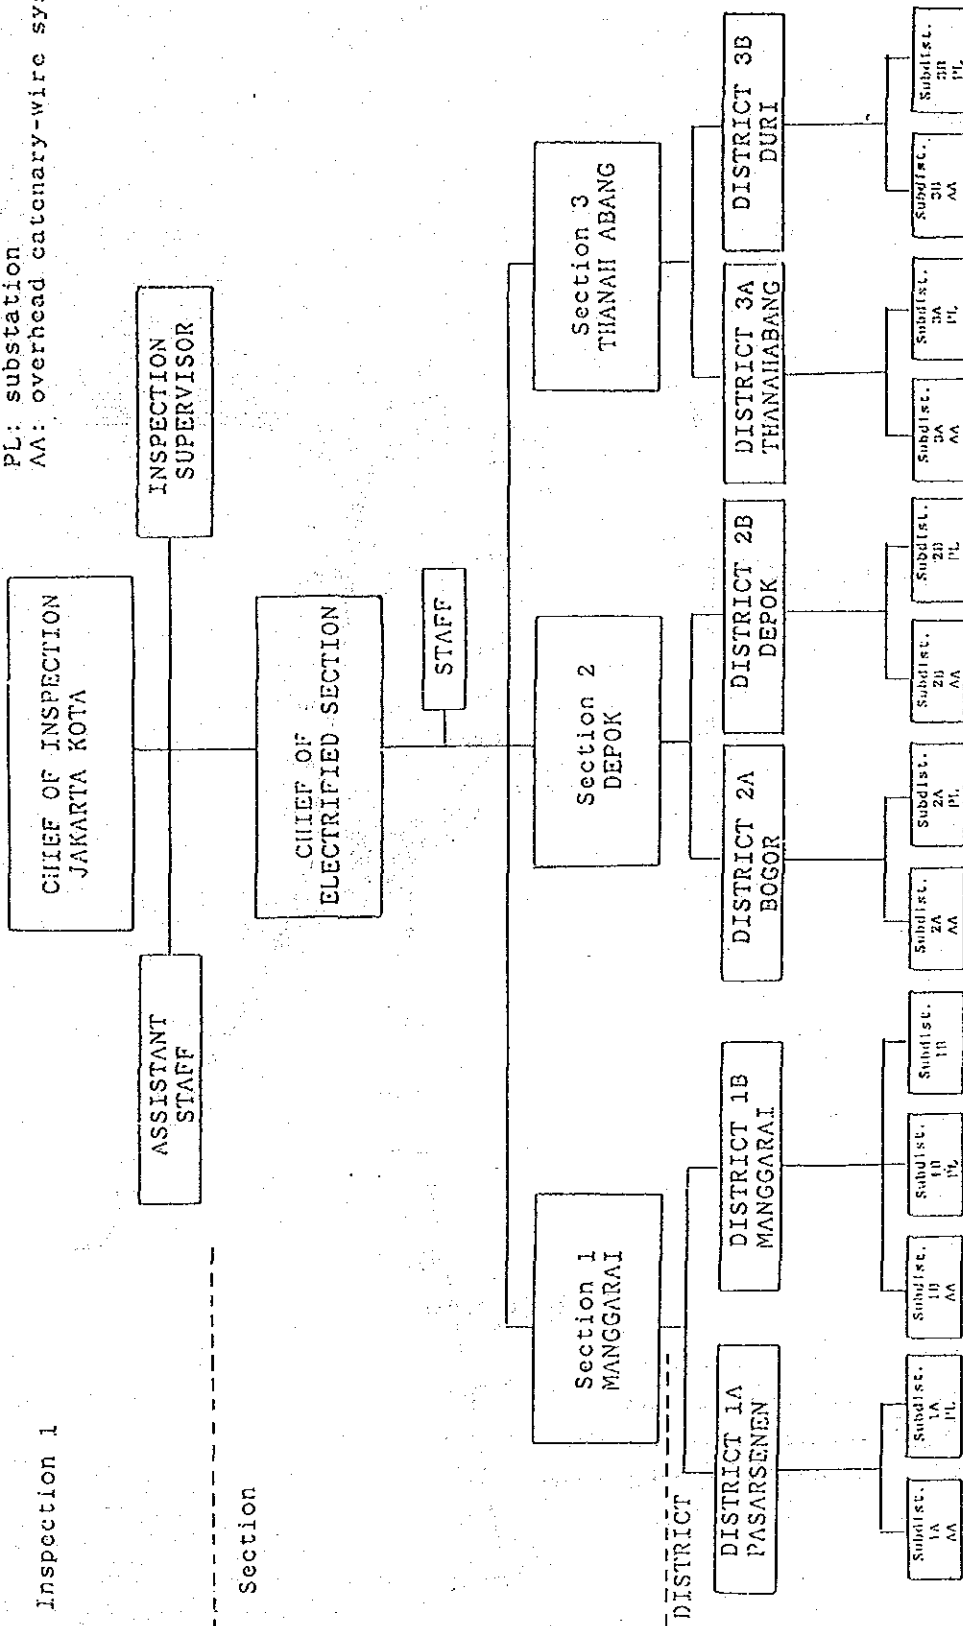 Inspection 1
PL: substation
AA: overhead catenary-wire sys
CHIEF OF INSPECTION
JAKARTA KOTA
ASSISTANT
STAFF
INSPECTION
SUPERVISOR
Section
CHIEF OF
ELECTRIFIED SECTION
STAFF
Section 1
MANGGARAI
Section 2
DEPOK
Section 3
THANAH ABANG
DISTRICT
DISTRICT 1A
PASARSENEN
DISTRICT 1B
MANGGARAI
DISTRICT 2A
BOGOR
DISTRICT 2B
DEPOK
DISTRICT 3A
THANAHABANG
DISTRICT 3B
DURI
Subdist.
1A
AA
Subdist.
1A
PL
Subdist.
1B
AA
Subdist.
1B
PL
Subdist.
1B
Subdist.
2A
AA
Subdist.
2A
PL
Subdist.
2B
AA
Subdist.
2B
PL
Subdist.
3A
AA
Subdist.
3A
PL
Subdist.
3B
AA
Subdist.
3B
PL